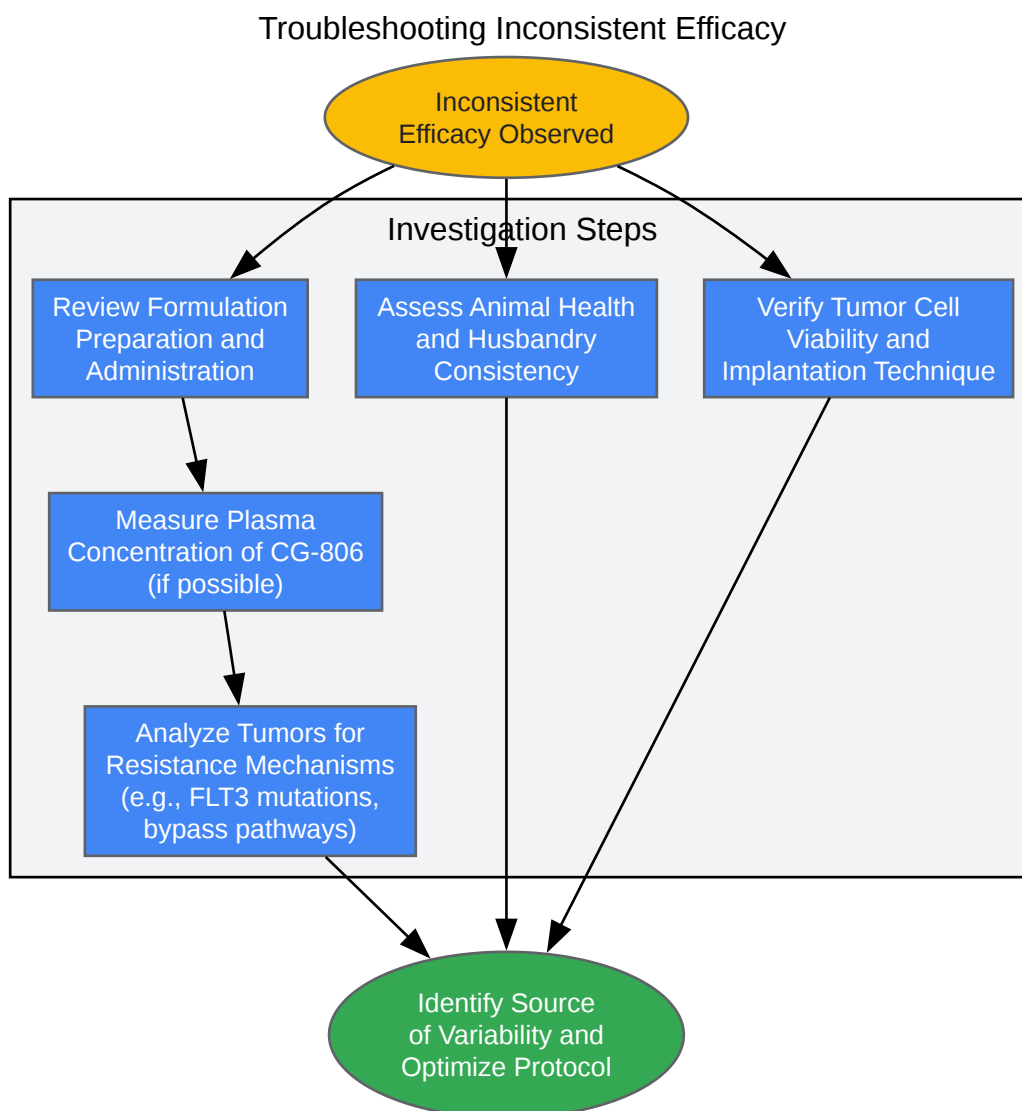 Troubleshooting Inconsistent Efficacy
Inconsistent
Efficacy Observed
Investigation Steps
Review Formulation
Preparation and
Administration
Assess Animal Health
and Husbandry
Consistency
Verify Tumor Cell
Viability and
Implantation Technique
Measure Plasma
Concentration of CG-806
(if possible)
Analyze Tumors for
Resistance Mechanisms
(e.g., FLT3 mutations,
bypass pathways)
Identify Source
of Variability and
Optimize Protocol